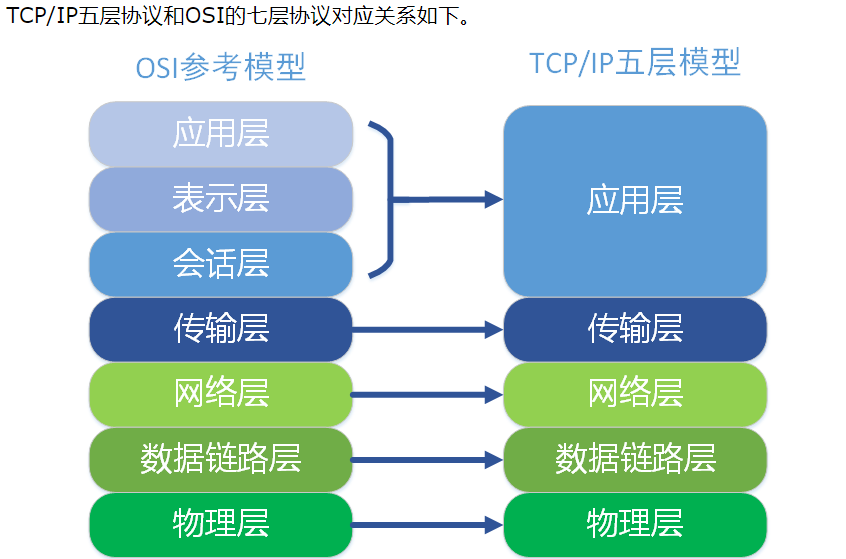 TCP/IP五层协议和OSI的七层协议对应关系如下。
OSI参考模型
TCP/IP五层模型
应用层
表示层
会话层
传输层
网络层
数据链路层
物理层
应用层
传输层
网络层
数据链路层
物理层